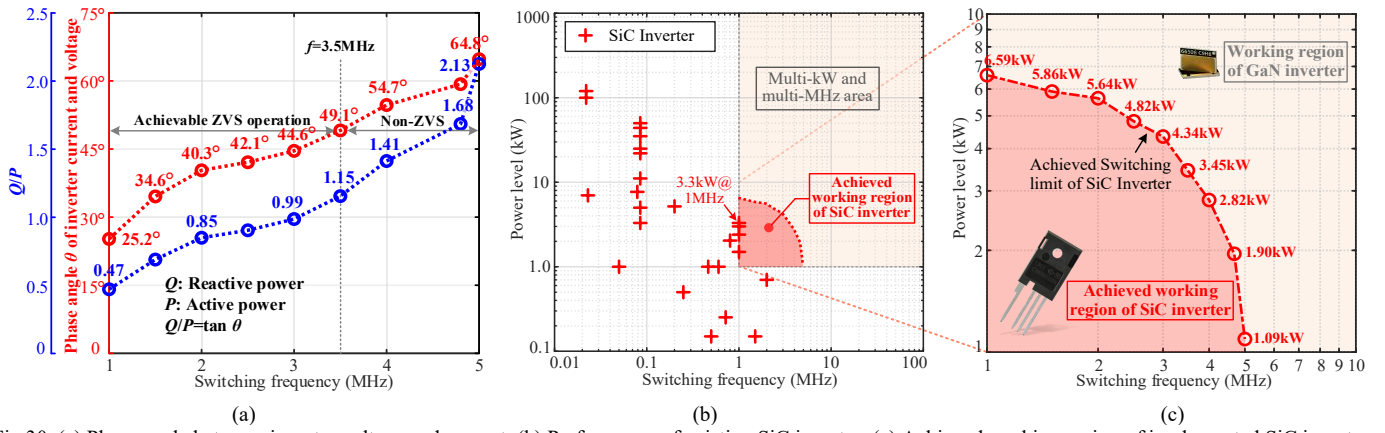 Q/P
2.5
2.0
1.5
1.0
0.5
0
Phase angle θ of inverter current and voltage
75°
60°
45°
30°
15°
0
f=3.5MHz
64.8°
2.13
54.7°
1.68
49.1°
Achievable ZVS operation
Non-ZVS
44.6°
42.1°
40.3°
1.41
34.6°
1.15
0.99
0.85
25.2°
0.47
Q: Reactive power
P: Active power
Q/P=tan θ
1 2 3 4 5
Switching frequency (MHz)
(a)
Power level (kW)
1000
100
10
1.0
0.1
SiC Inverter
Multi-kW and
multi-MHz area
3.3kW@
1MHz
Achieved
working region
of SiC inverter
0.01 0.1 1 10 100
Switching frequency (MHz)
(b)
Power level (kW)
10
9
8
7
6
5
4
3
2
1
6.59kW
5.86kW
5.64kW
4.82kW
4.34kW
3.45kW
2.82kW
1.90kW
1.09kW
Working region
of GaN inverter
Achieved Switching
limit of SiC Inverter
Achieved working
region of SiC inverter
1 2 3 4 5 6 7 8 9 10
Switching frequency (MHz)
(c)